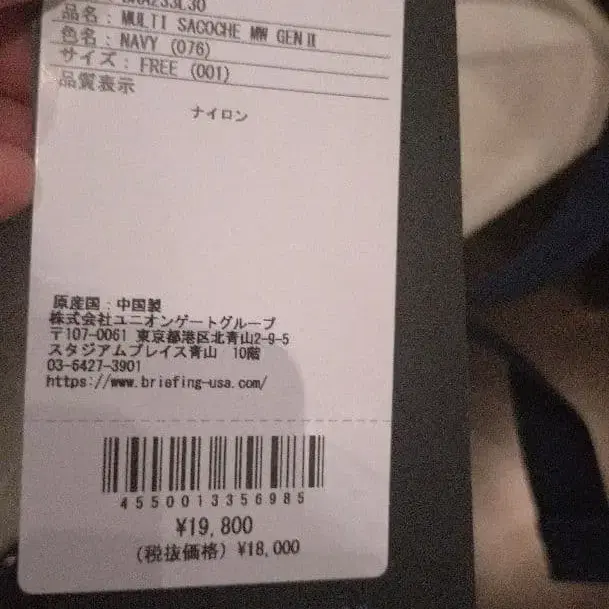 BRA233L30
品名 : MULTI SACOCHE MW GENⅡ
色名 : NAVY (076)
サイズ : FREE (001)
品質表示
ナイロン
原産国 : 中国製
株式会社ユニオンゲートグループ
〒107-0061 東京都港区北青山2-9-5
スタジアムプレイス青山 10階
03-6427-3901
https://www.briefing-usa.com/
4550013356985
¥19,800
(税抜価格) ¥18,000